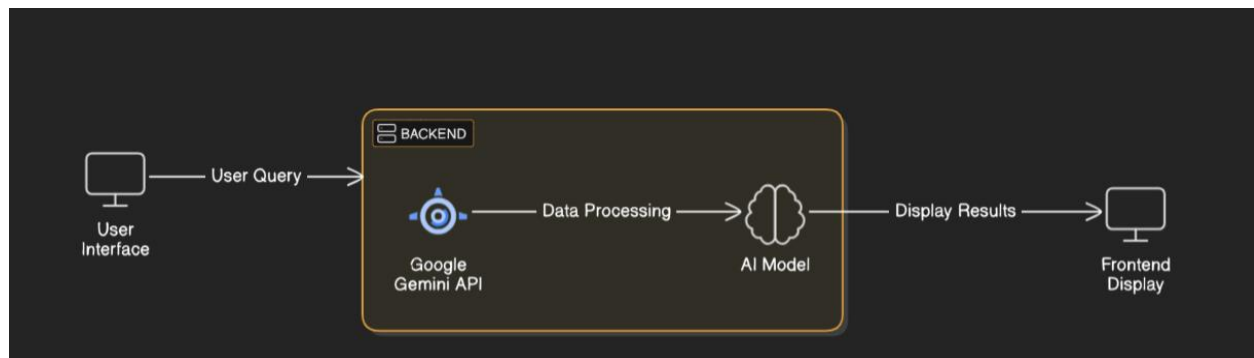 BACKEND
User Query
User
Interface
Google
Gemini API
Data Processing
AI Model
Display Results
Frontend
Display